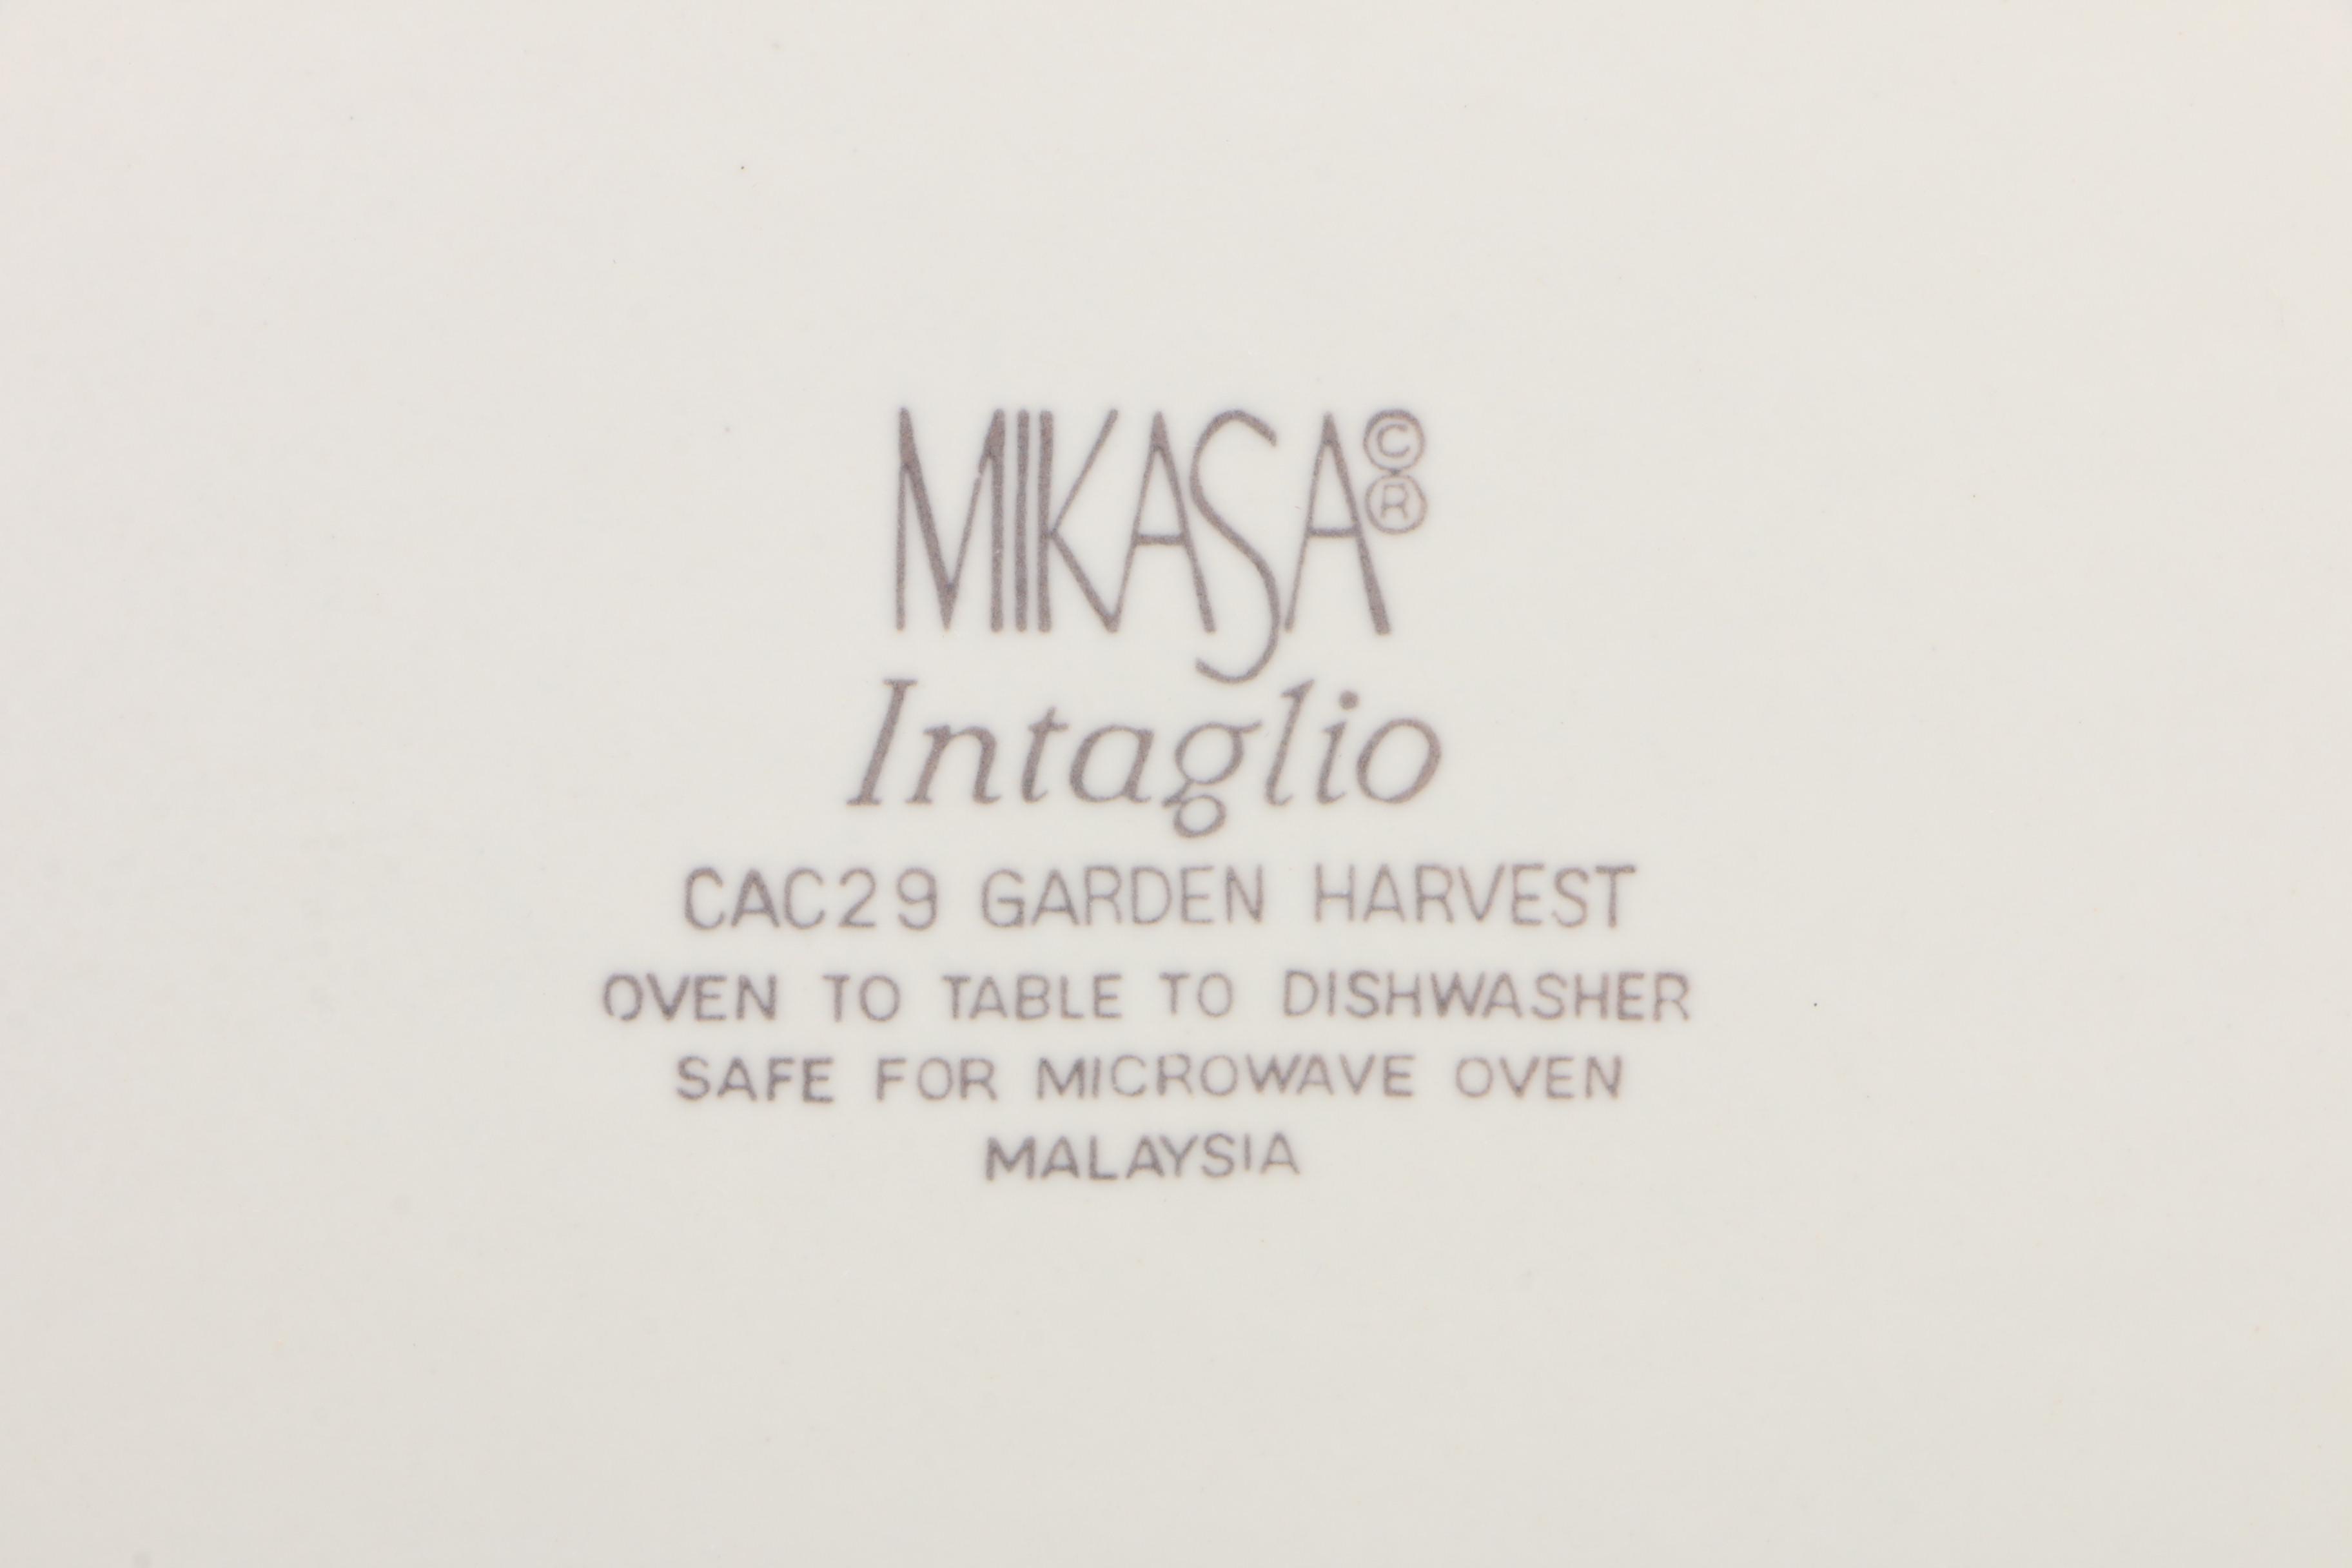 MIKASA © ®
Intaglio
CAC29 GARDEN HARVEST
OVEN TO TABLE TO DISHWASHER
SAFE FOR MICROWAVE OVEN
MALAYSIA